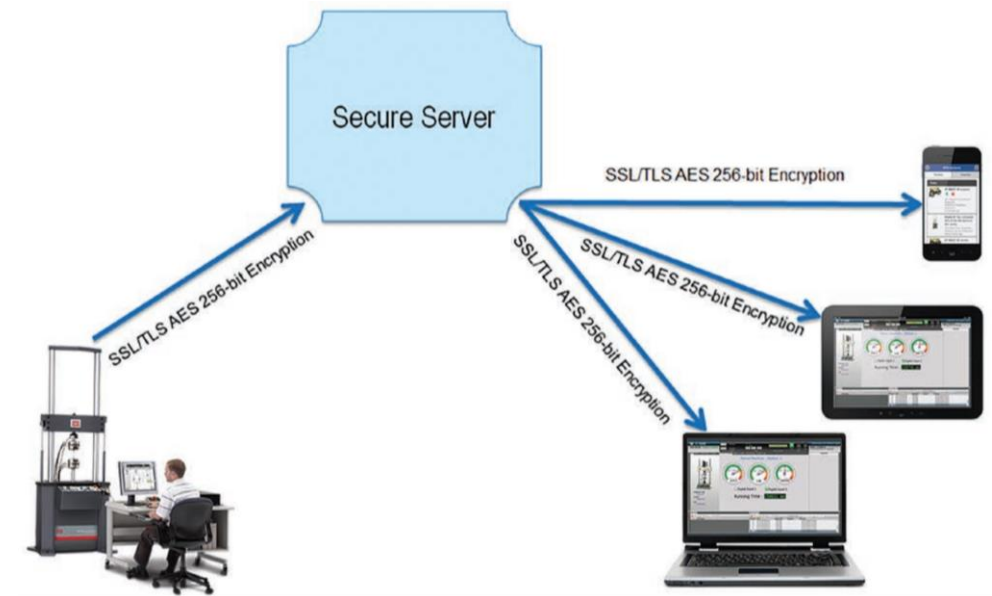 Secure Server
SSL/TLS AES 256-bit Encryption
SSL/TLS AES 256-bit Encryption
SSL/TLS AES 256-bit Encryption
SSL/TLS AES 256-bit Encryption
Running Time
Running Time